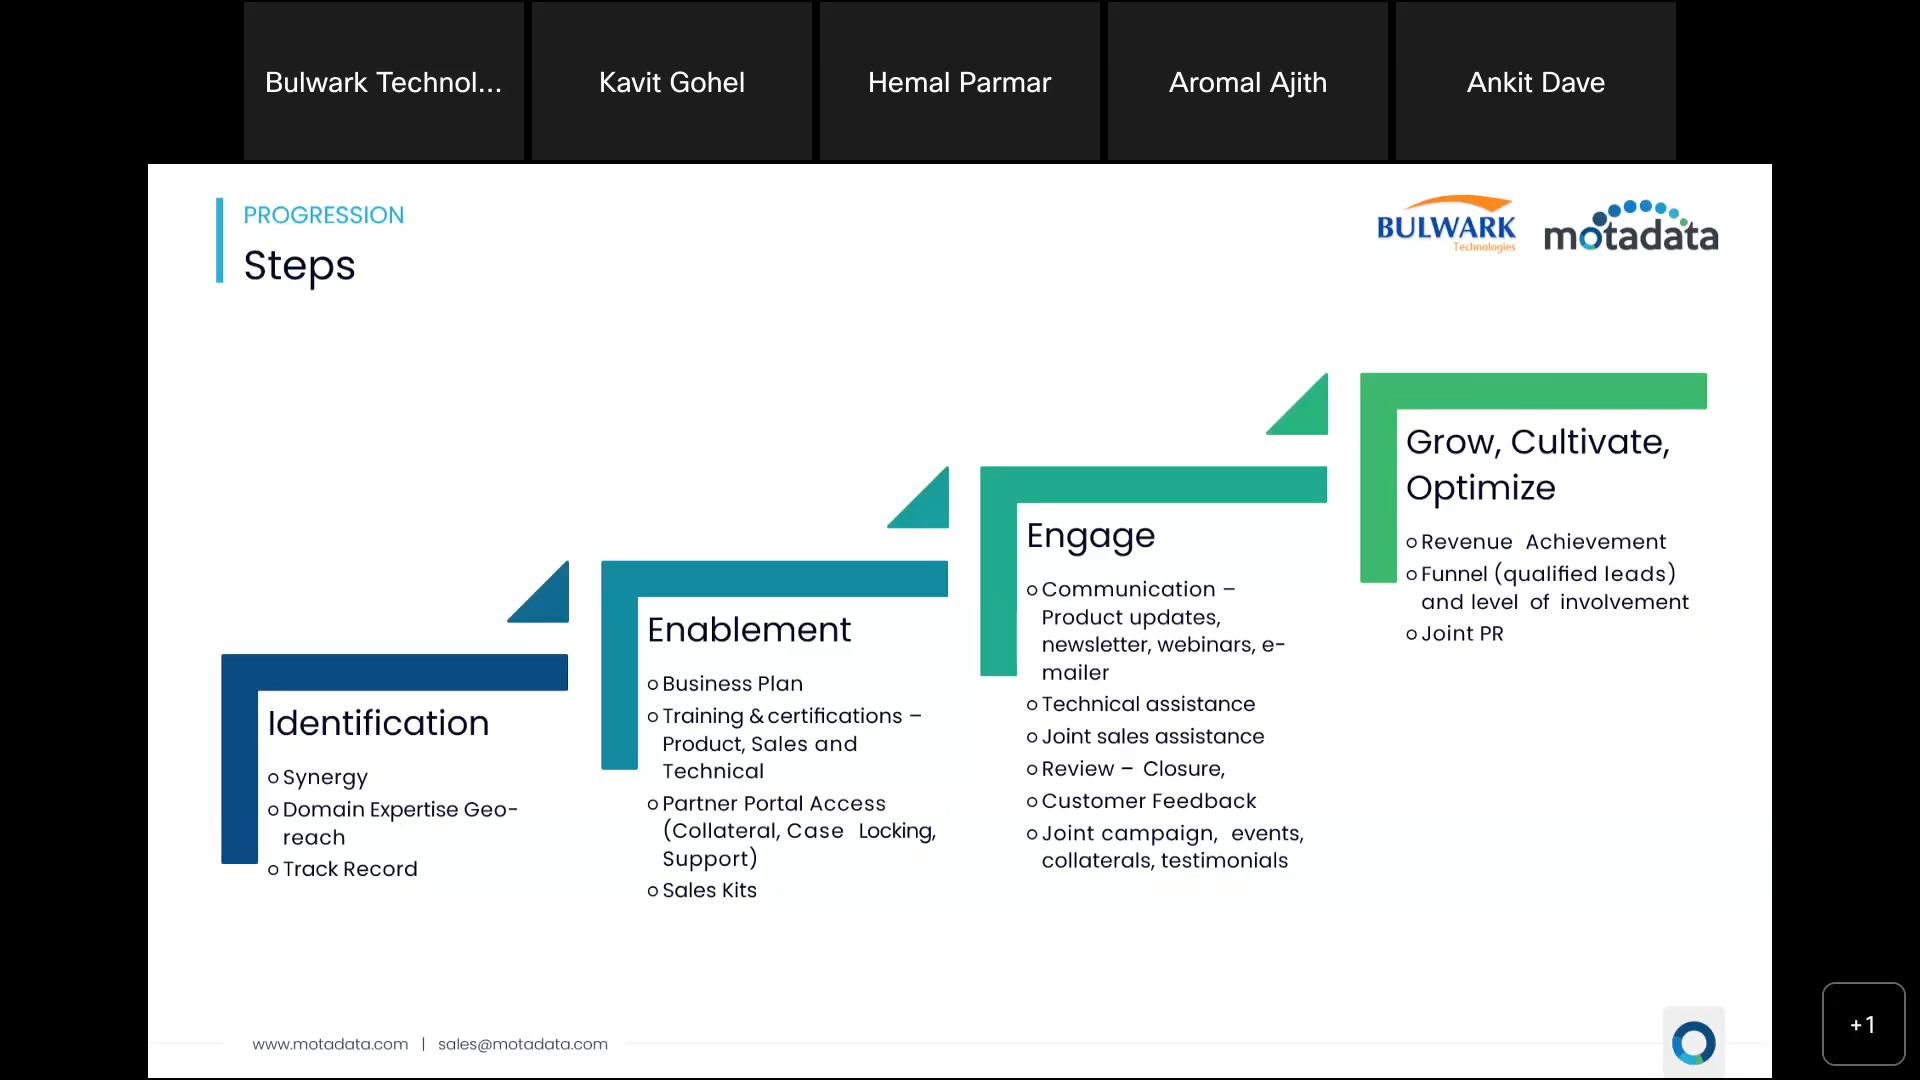 Bulwark Technol...
Kavit Gohel
Hemal Parmar
Aromal Ajith
Ankit Dave
PROGRESSION
Steps
BULWARK
Technologies
motadata
Identification
Synergy
Domain Expertise Geo-
reach
Track Record
Enablement
Business Plan
Training & certifications –
Product, Sales and
Technical
Partner Portal Access
(Collateral, Case Locking,
Support)
Sales Kits
Engage
Communication –
Product updates,
newsletter, webinars, e-
mailer
Technical assistance
Joint sales assistance
Review – Closure,
Customer Feedback
Joint campaign, events,
collaterals, testimonials
Grow, Cultivate,
Optimize
Revenue Achievement
Funnel (qualified leads)
and level of involvement
Joint PR
www.motadata.com | sales@motadata.com
+1